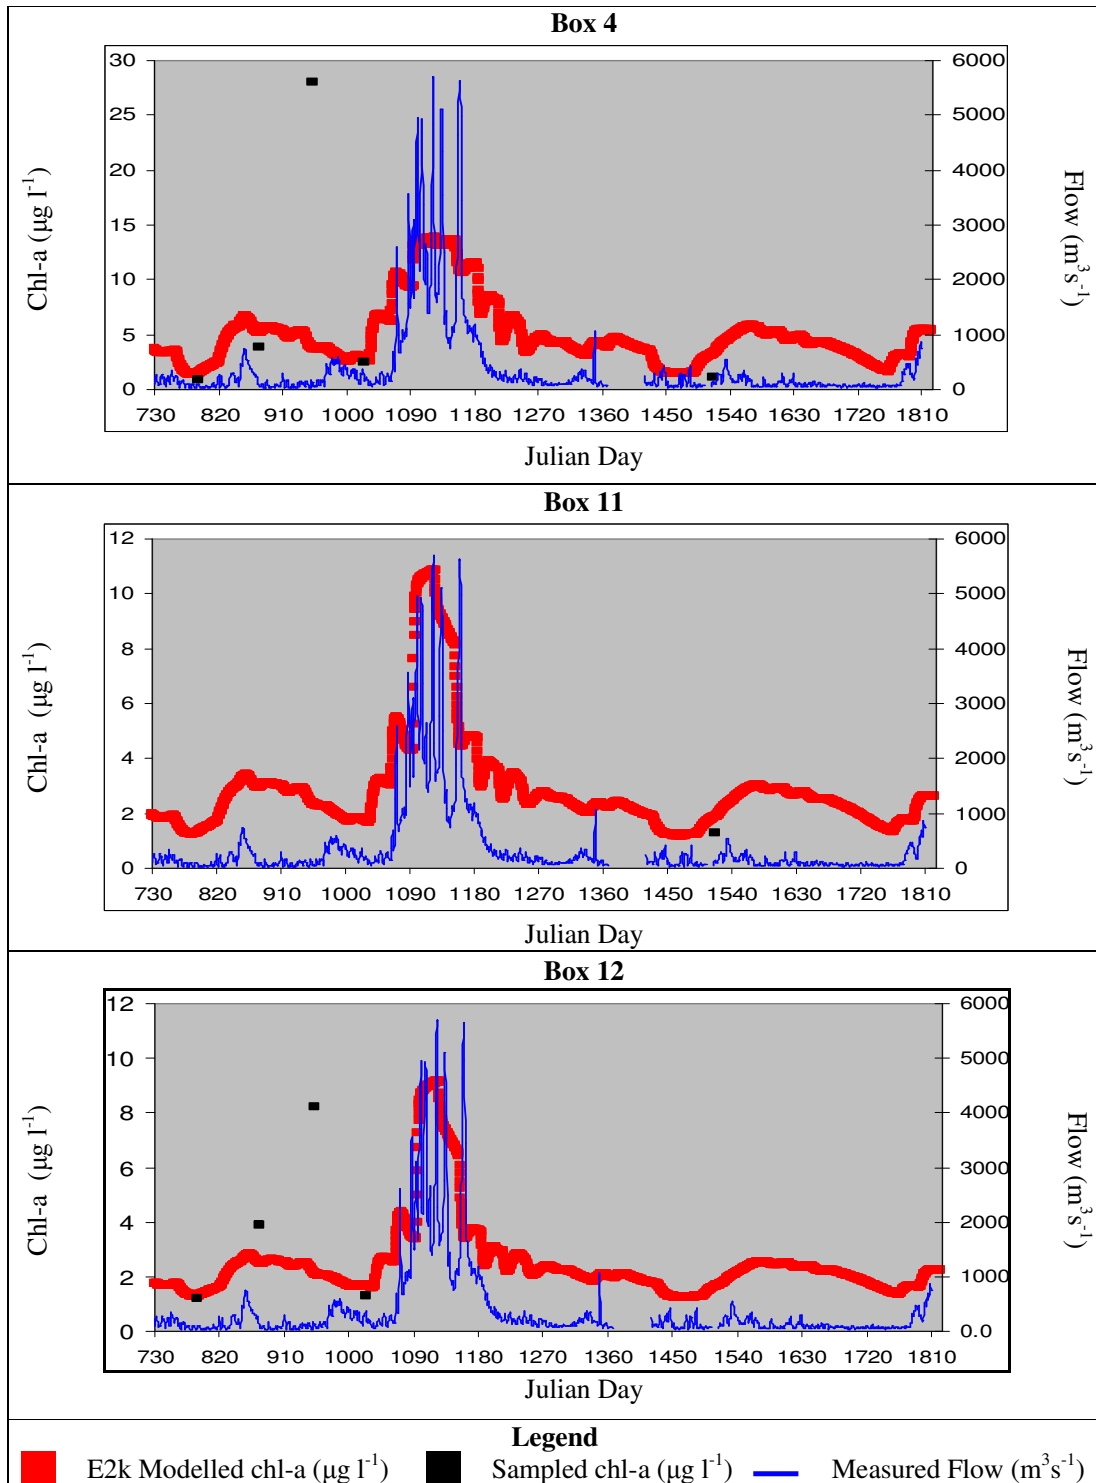 Box 4
30
25
20
15
10
5
0
Chl-a (µg l⁻¹)
6000
5000
4000
3000
2000
1000
0
Flow (m³s⁻¹)
730 820 910 1000 1090 1180 1270 1360 1450 1540 1630 1720 1810
Julian Day
Box 11
12
10
8
6
4
2
0
Chl-a (µg l⁻¹)
6000
5000
4000
3000
2000
1000
0
Flow (m³s⁻¹)
730 820 910 1000 1090 1180 1270 1360 1450 1540 1630 1720 1810
Julian Day
Box 12
12
10
8
6
4
2
0
Chl-a (µg l⁻¹)
6000
5000
4000
3000
2000
1000
0.0
Flow (m³s⁻¹)
730 820 910 1000 1090 1180 1270 1360 1450 1540 1630 1720 1810
Julian Day
Legend
E2k Modelled chl-a (µg l⁻¹) Sampled chl-a (µg l⁻¹) Measured Flow (m³s⁻¹)